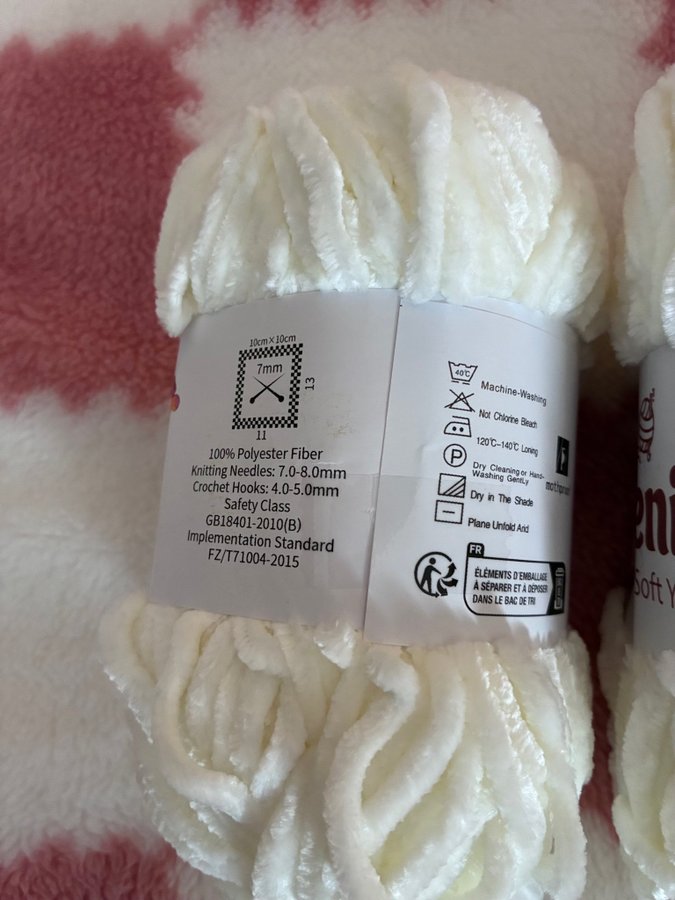 10cm×10cm
7mm
13
11
100% Polyester Fiber
Knitting Needles: 7.0-8.0mm
Crochet Hooks: 4.0-5.0mm
Safety Class
GB18401-2010(B)
Implementation Standard
FZ/T71004-2015
40℃
Machine-Washing
Not Chlorine Bleach
120℃-140℃ Loning
P
Dry Cleaning or Hand-
Washing Gently
Dry in The Shade
Plane Unfold Arid
FR
ÉLÉMENTS D'EMBALLAGE
À SÉPARER ET À DÉPOSER
DANS LE BAC DE TRI
eni
Soft Y